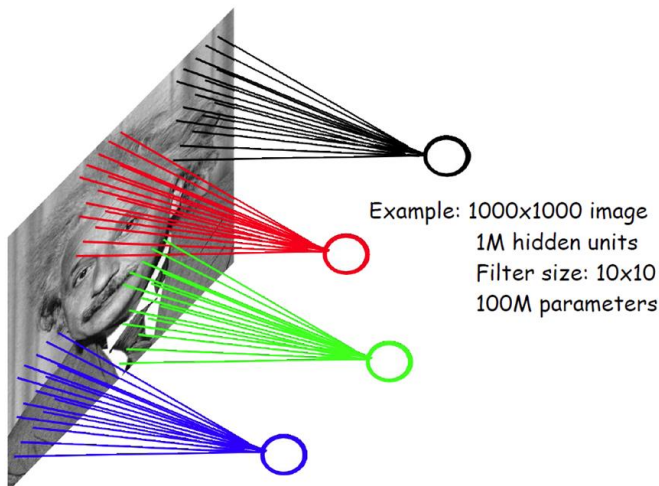 Example: 1000x1000 image
1M hidden units
Filter size: 10x10
100M parameters